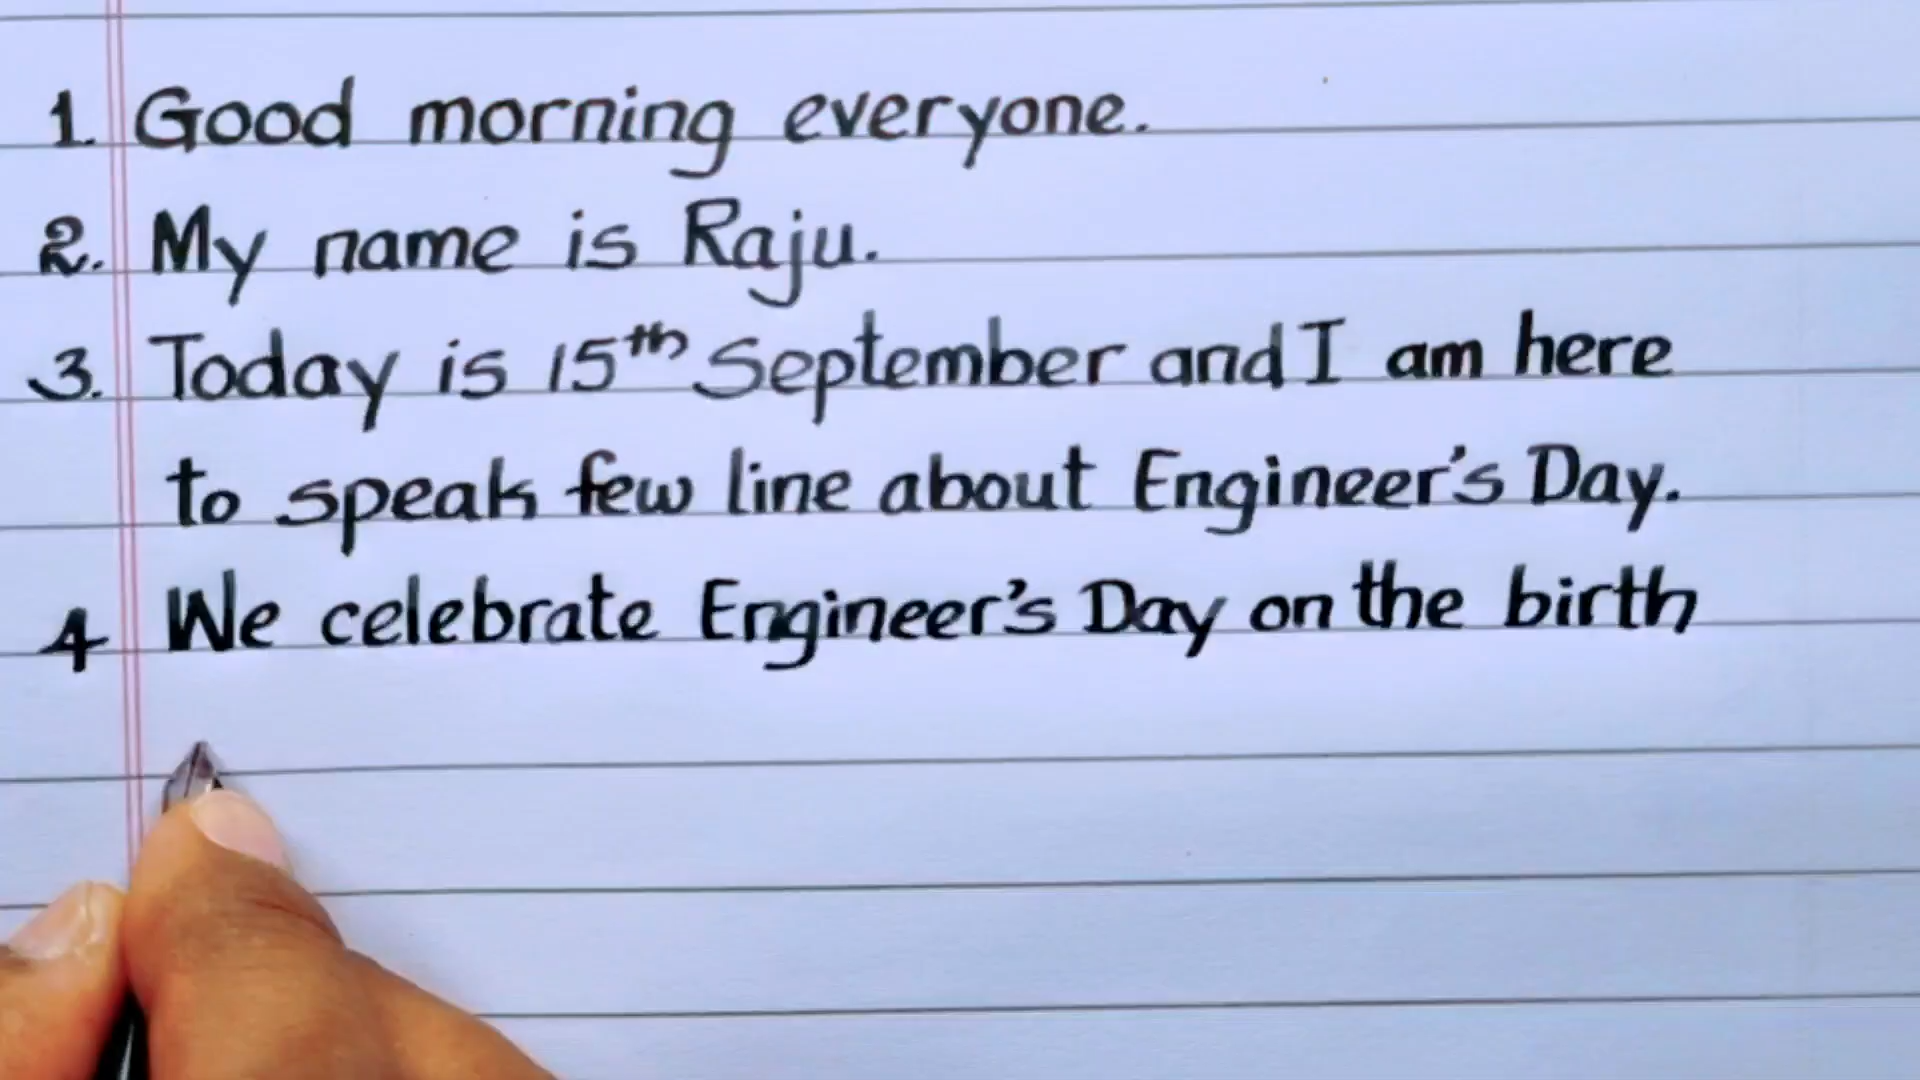 1. Good morning everyone.
2. My name is Raju.
3. Today is 15th September and I am here
to speak few line about Engineer's Day.
4 We celebrate Engineer's Day on the birth